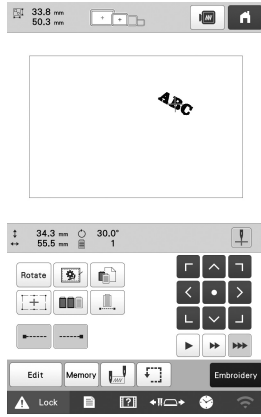 33.8 mm
50.3 mm
ABC
34.3 mm 30.0°
55.5 mm 1
Rotate
Edit Memory Embroidery
Lock